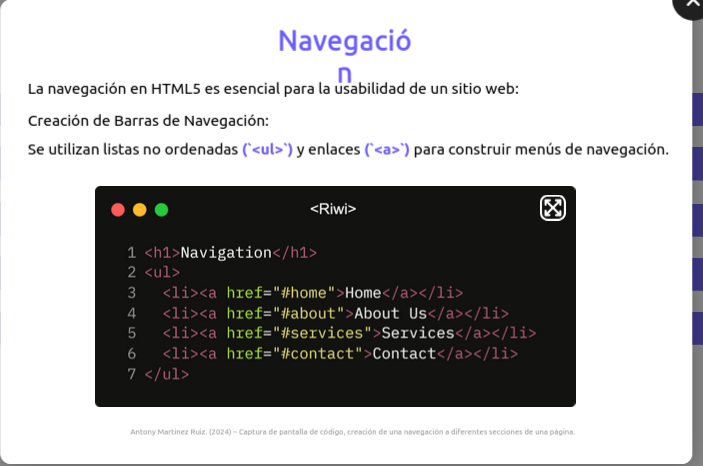 Navegació
n
La navegación en HTML5 es esencial para la usabilidad de un sitio web:
Creación de Barras de Navegación:
Se utilizan listas no ordenadas (`<ul>`) y enlaces (`<a>`) para construir menús de navegación.
<Riwi>
1 <h1>Navigation</h1>
2 <ul>
3   <li><a href="#home">Home</a></li>
4   <li><a href="#about">About Us</a></li>
5   <li><a href="#services">Services</a></li>
6   <li><a href="#contact">Contact</a></li>
7 </ul>
Antony Martinez Ruiz. (2024) – Captura de pantalla de código, creación de una navegación a diferentes secciones de una página.